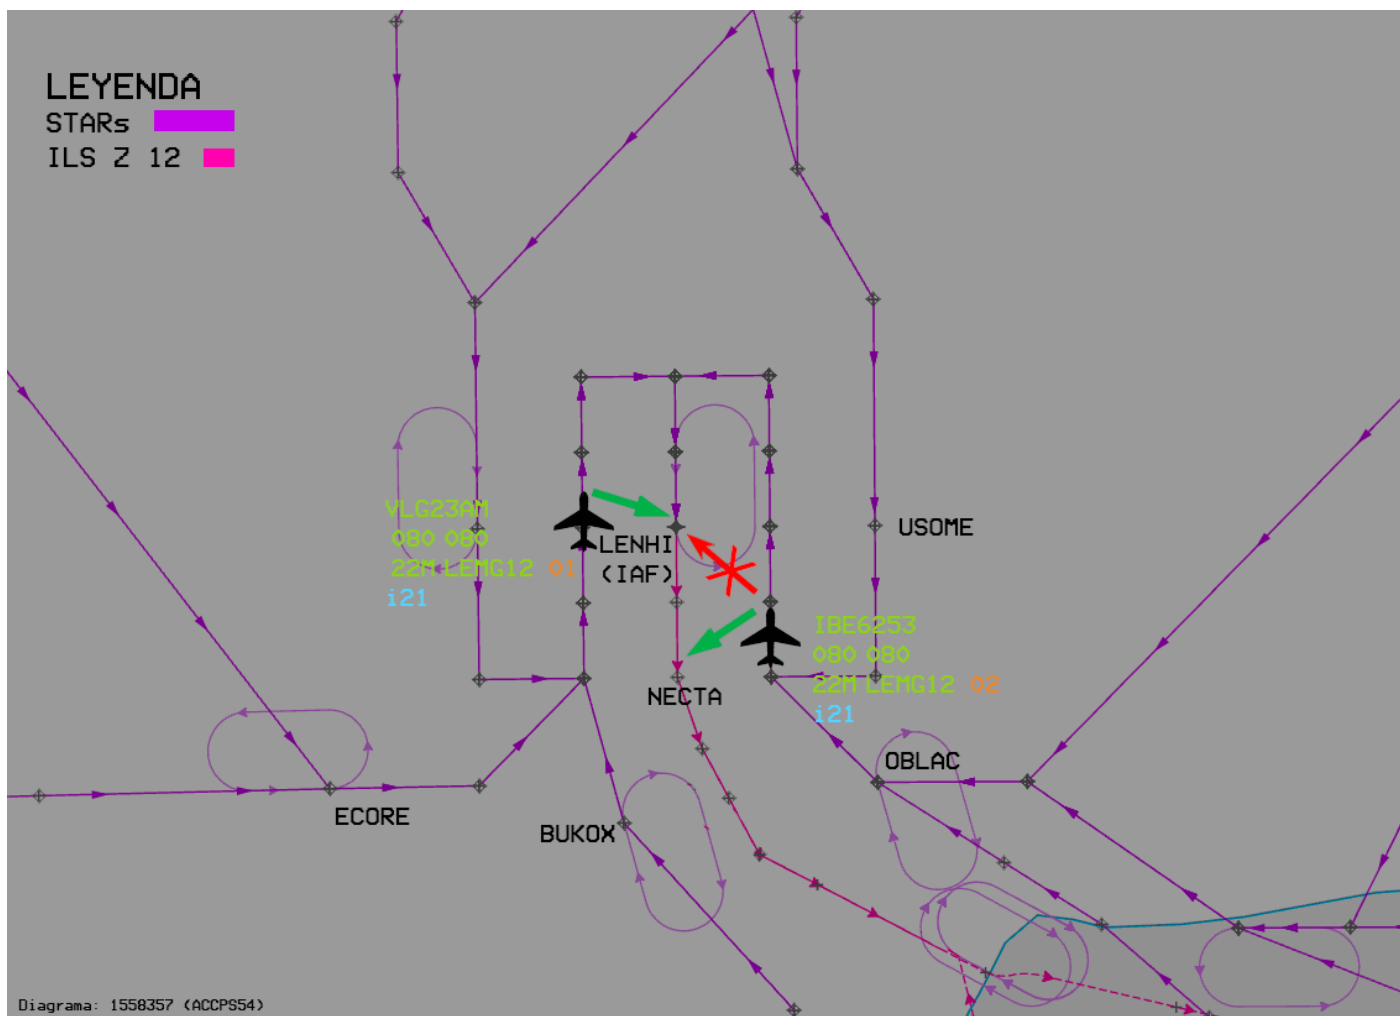 LEYENDA
STARs
ILS Z 12
VLG23AM
080 080
22M LEMG12 01
i21
LENHI
(IAF)
USOME
IBE6253
080 080
22M LEMG12 02
i21
NECTA
OBLAC
ECORE
BUKOX
Diagrama: 1558357 (ACCPS54)